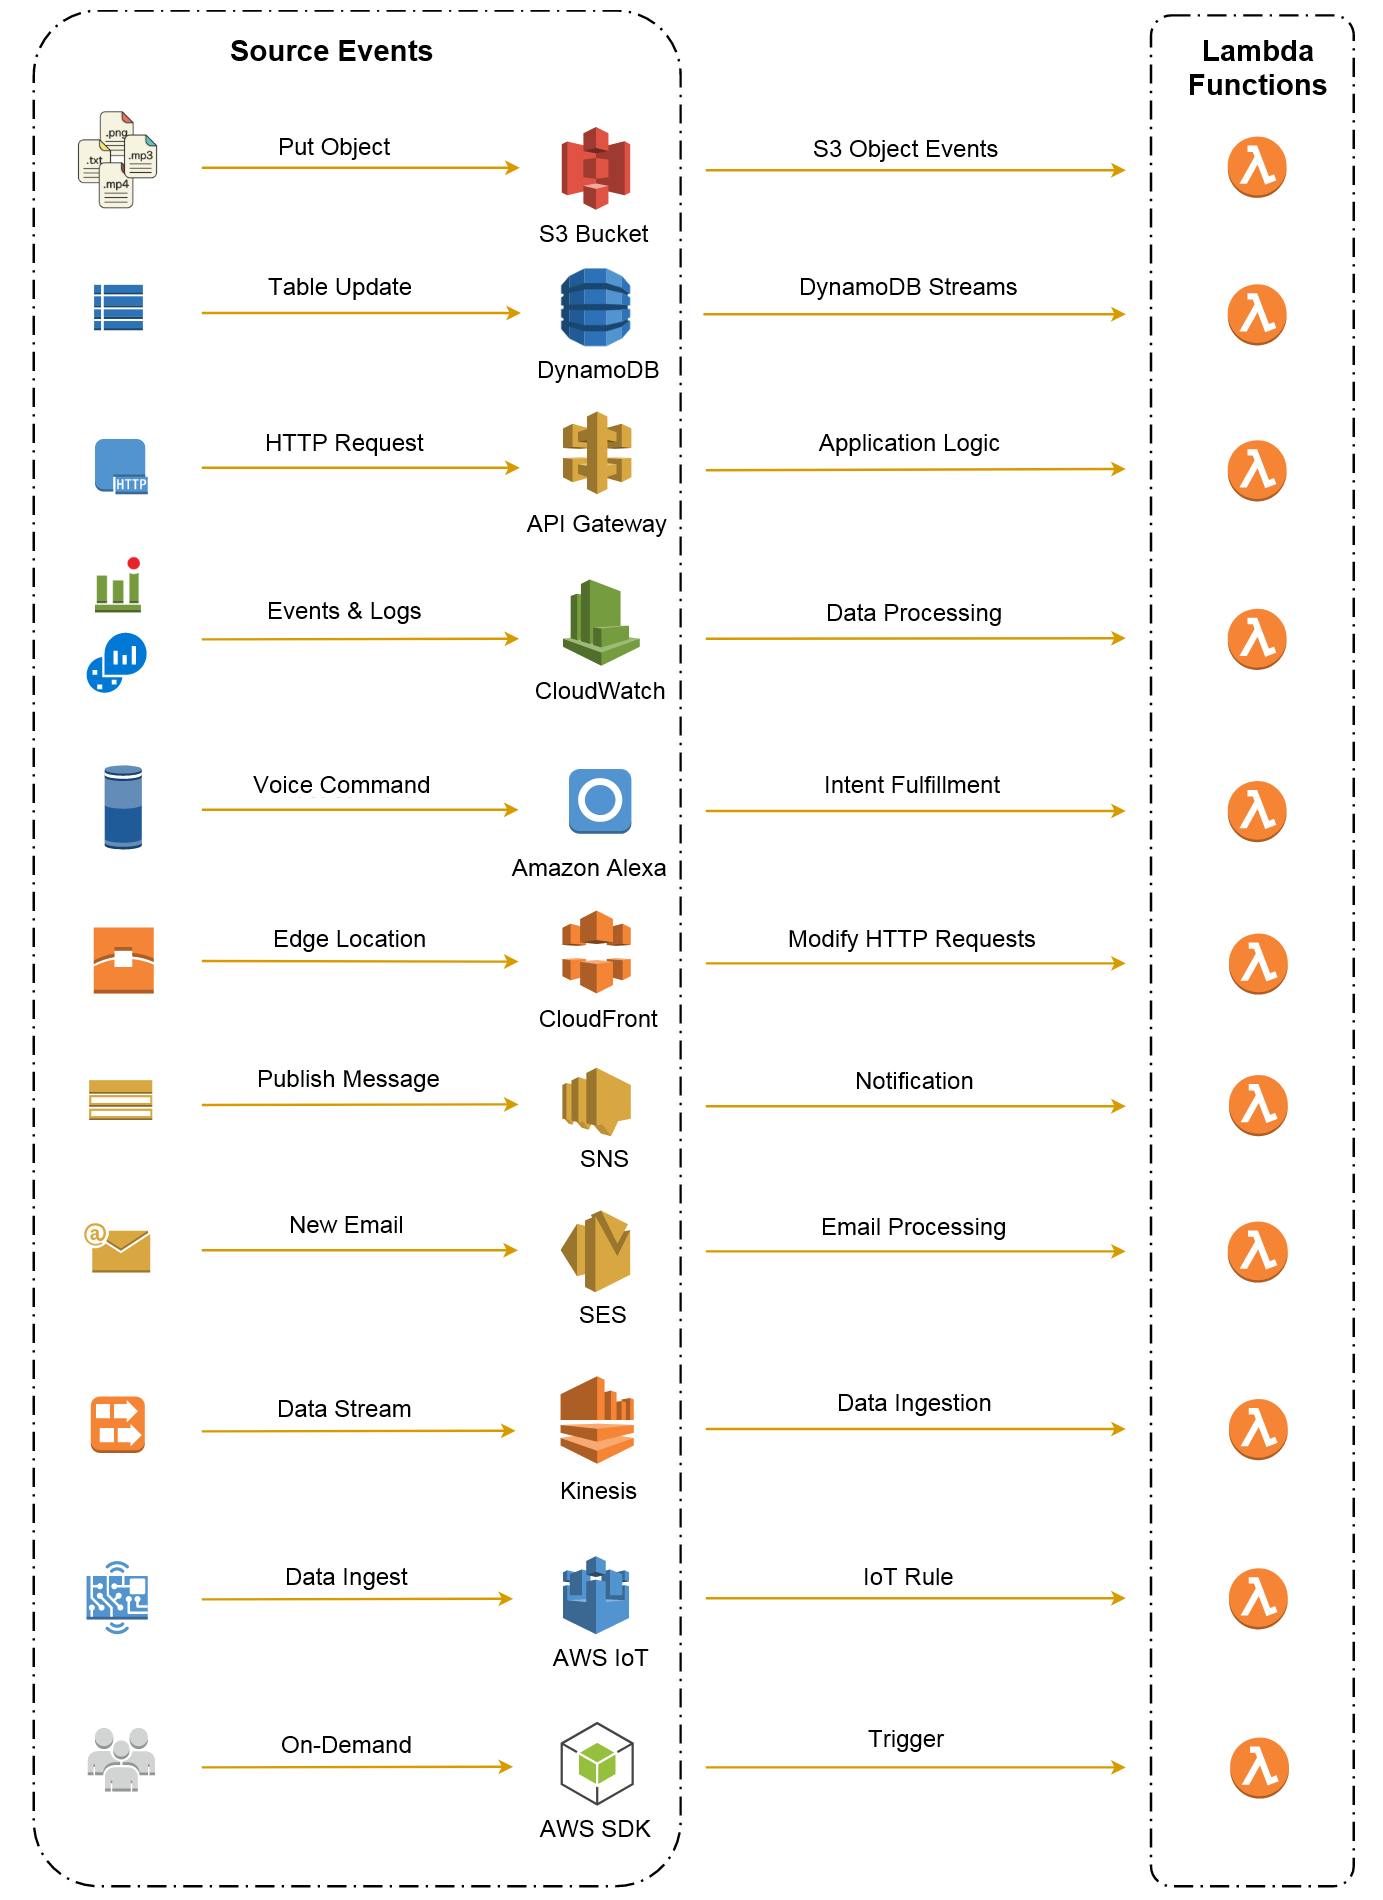 Source Events
Lambda
Functions
.png
.txt
.mp3
.mp4
Put Object
S3 Bucket
S3 Object Events
Table Update
DynamoDB
DynamoDB Streams
HTTP
HTTP Request
API Gateway
Application Logic
Events & Logs
CloudWatch
Data Processing
Voice Command
Amazon Alexa
Intent Fulfillment
Edge Location
CloudFront
Modify HTTP Requests
Publish Message
SNS
Notification
@
New Email
SES
Email Processing
Data Stream
Kinesis
Data Ingestion
Data Ingest
AWS IoT
IoT Rule
On-Demand
AWS SDK
Trigger